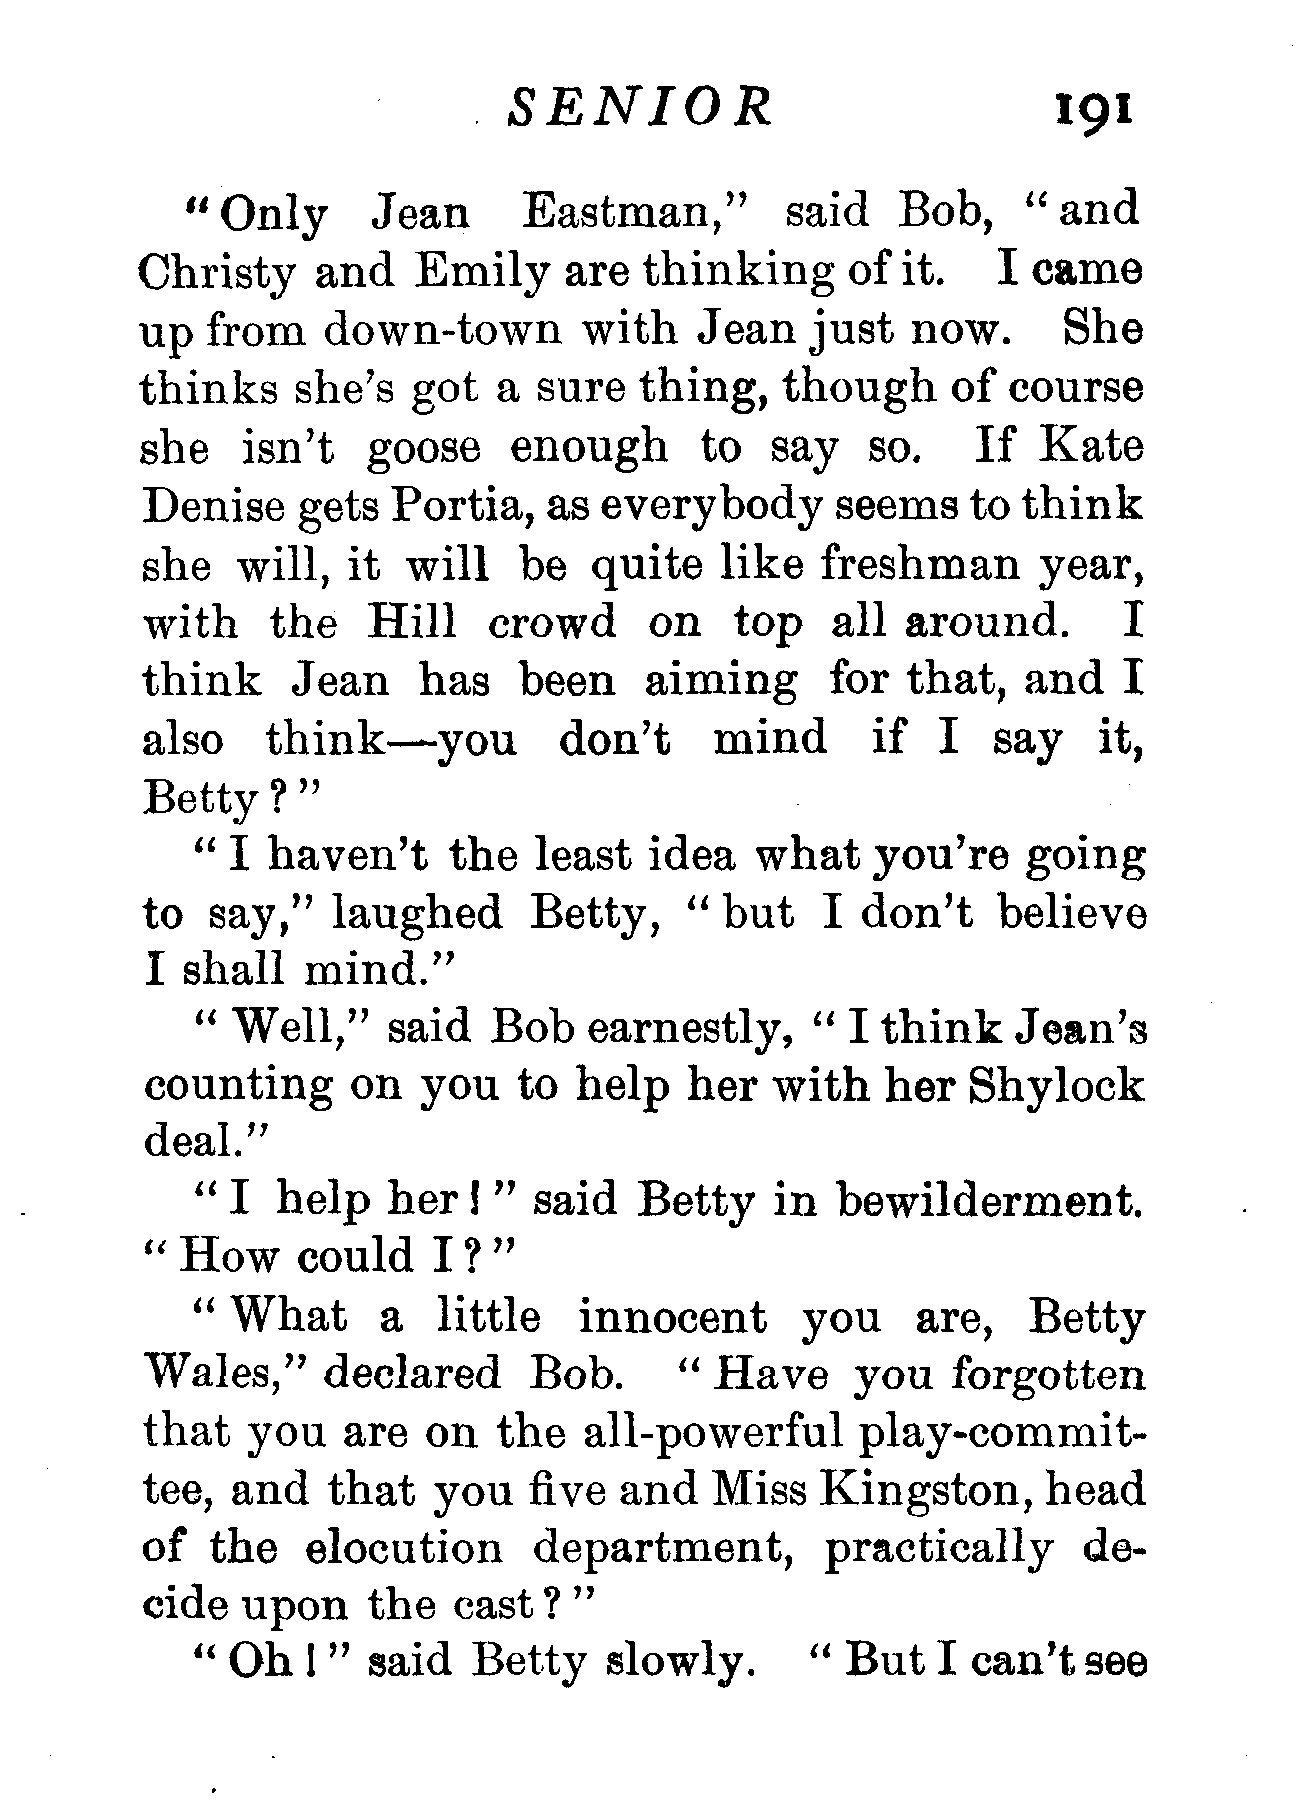 SENIOR 191
"Only Jean Eastman," said Bob, "and
Christy and Emily are thinking of it. I came
up from down-town with Jean just now. She
thinks she's got a sure thing, though of course
she isn't goose enough to say so. If Kate
Denise gets Portia, as everybody seems to think
she will, it will be quite like freshman year,
with the Hill crowd on top all around. I
think Jean has been aiming for that, and I
also think—you don't mind if I say it,
Betty?"
"I haven't the least idea what you're going
to say," laughed Betty, "but I don't believe
I shall mind."
"Well," said Bob earnestly, "I think Jean's
counting on you to help her with her Shylock
deal."
"I help her!" said Betty in bewilderment.
"How could I?"
"What a little innocent you are, Betty
Wales," declared Bob. "Have you forgotten
that you are on the all-powerful play-commit-
tee, and that you five and Miss Kingston, head
of the elocution department, practically de-
cide upon the cast?"
"Oh!" said Betty slowly. "But I can't see